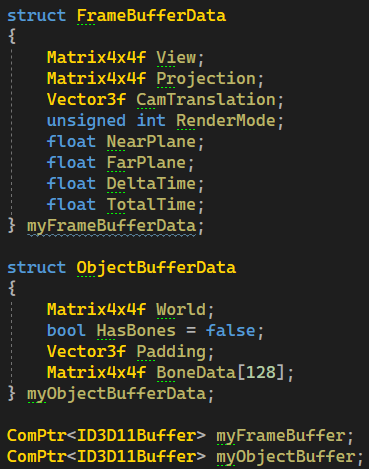 struct FrameBufferData
{
    Matrix4x4f View;
    Matrix4x4f Projection;
    Vector3f CamTranslation;
    unsigned int RenderMode;
    float NearPlane;
    float FarPlane;
    float DeltaTime;
    float TotalTime;
} myFrameBufferData;

struct ObjectBufferData
{
    Matrix4x4f World;
    bool HasBones = false;
    Vector3f Padding;
    Matrix4x4f BoneData[128];
} myObjectBufferData;

ComPtr<ID3D11Buffer> myFrameBuffer;
ComPtr<ID3D11Buffer> myObjectBuffer;